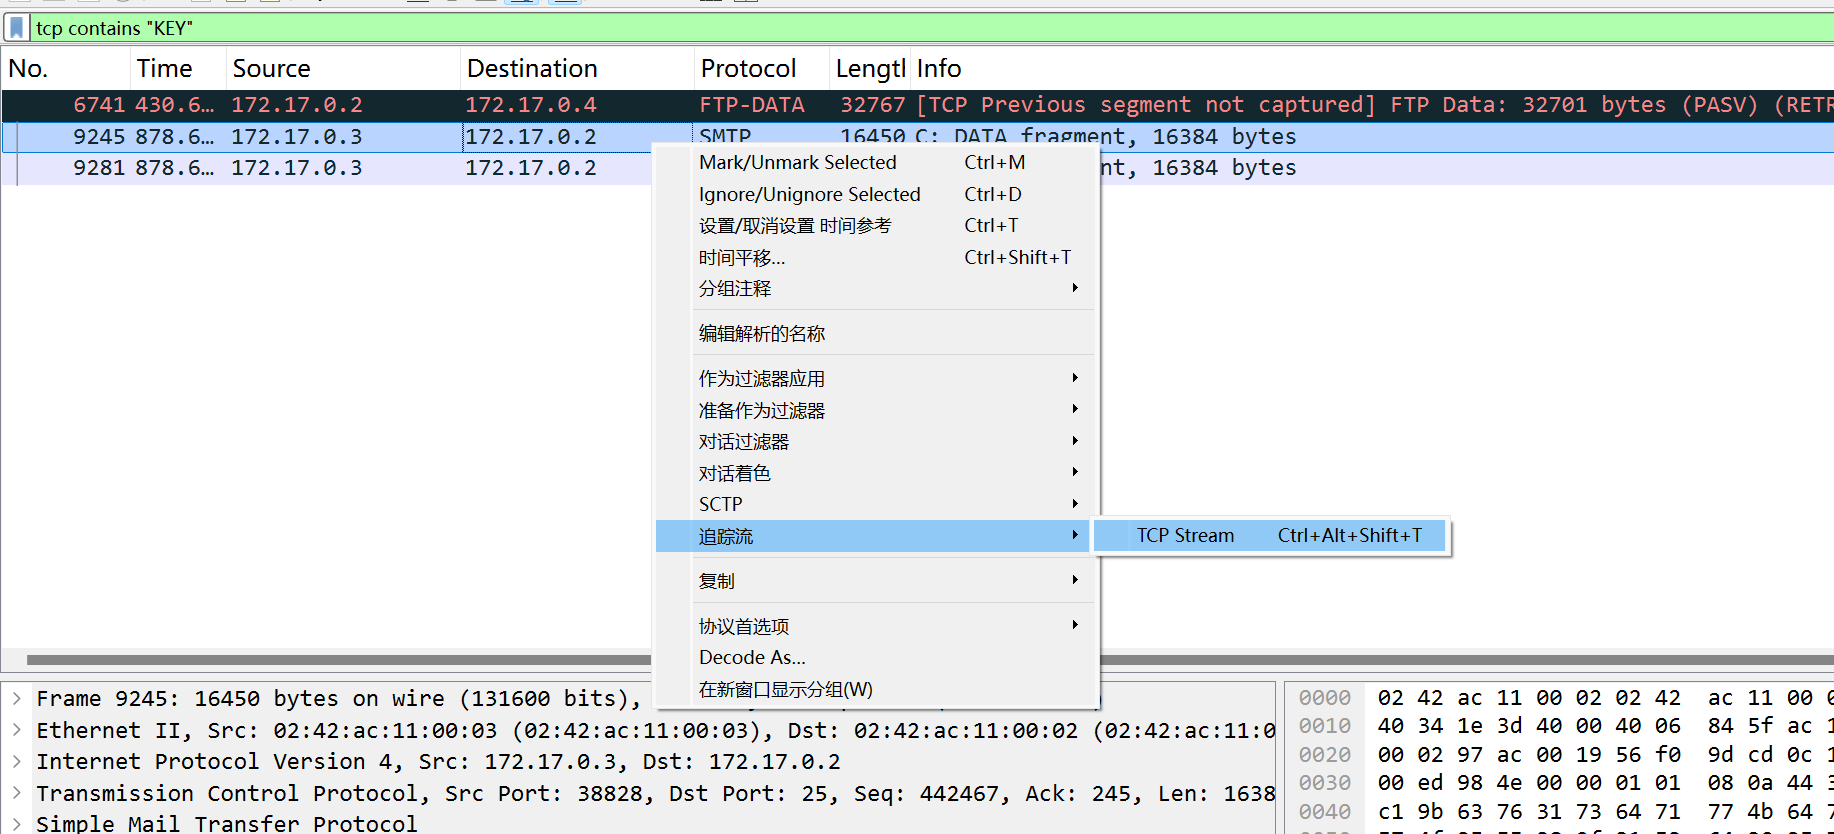 tcp contains "KEY"
No. Time Source Destination Protocol Lengtl Info
6741 430.6… 172.17.0.2 172.17.0.4 FTP-DATA 32767 [TCP Previous segment not captured] FTP Data: 32701 bytes (PASV) (RETR
9245 878.6… 172.17.0.3 172.17.0.2 SMTP 16450 C: DATA fragment, 16384 bytes
9281 878.6… 172.17.0.3 172.17.0.2 nt, 16384 bytes
Mark/Unmark Selected Ctrl+M
Ignore/Unignore Selected Ctrl+D
设置/取消设置 时间参考 Ctrl+T
时间平移... Ctrl+Shift+T
分组注释
编辑解析的名称
作为过滤器应用
准备作为过滤器
对话过滤器
对话着色
SCTP
追踪流
TCP Stream Ctrl+Alt+Shift+T
复制
协议首选项
Decode As...
在新窗口显示分组(W)
Frame 9245: 16450 bytes on wire (131600 bits),
Ethernet II, Src: 02:42:ac:11:00:03 (02:42:ac:11:00:03), Dst: 02:42:ac:11:00:02 (02:42:ac:11:0
Internet Protocol Version 4, Src: 172.17.0.3, Dst: 172.17.0.2
Transmission Control Protocol, Src Port: 38828, Dst Port: 25, Seq: 442467, Ack: 245, Len: 1638
Simple Mail Transfer Protocol
0000 02 42 ac 11 00 02 02 42 ac 11 00
0010 40 34 1e 3d 40 00 40 06 84 5f ac
0020 00 02 97 ac 00 19 56 f0 9d cd 0c
0030 00 ed 98 4e 00 00 01 01 08 0a 44
0040 c1 9b 63 76 31 73 64 71 77 4b 64